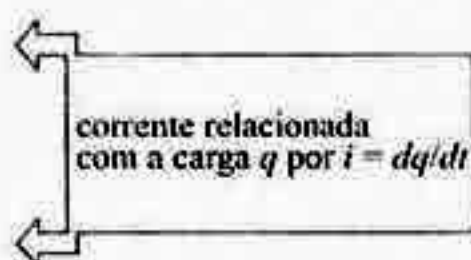 corrente relacionada
com a carga q por i = dq/dt